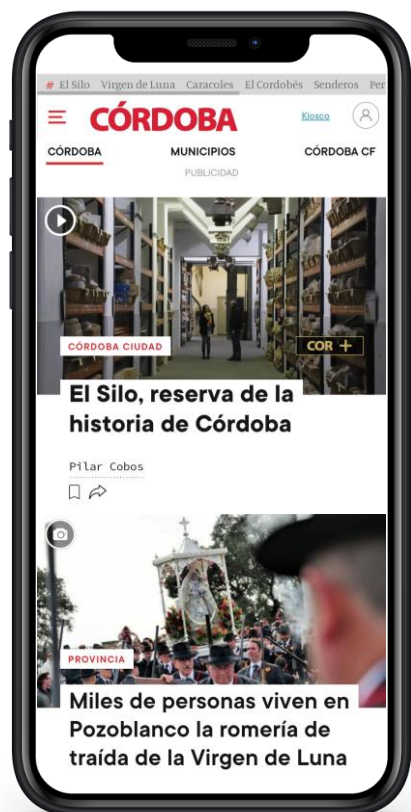 # El Silo Virgen de Luna Caracoles El Cordobés Senderos Per
CÓRDOBA
Kiosco
CÓRDOBA MUNICIPIOS CÓRDOBA CF
PUBLICIDAD
CÓRDOBA CIUDAD
COR +
El Silo, reserva de la
historia de Córdoba
Pilar Cobos
PROVINCIA
Miles de personas viven en
Pozoblanco la romería de
traída de la Virgen de Luna